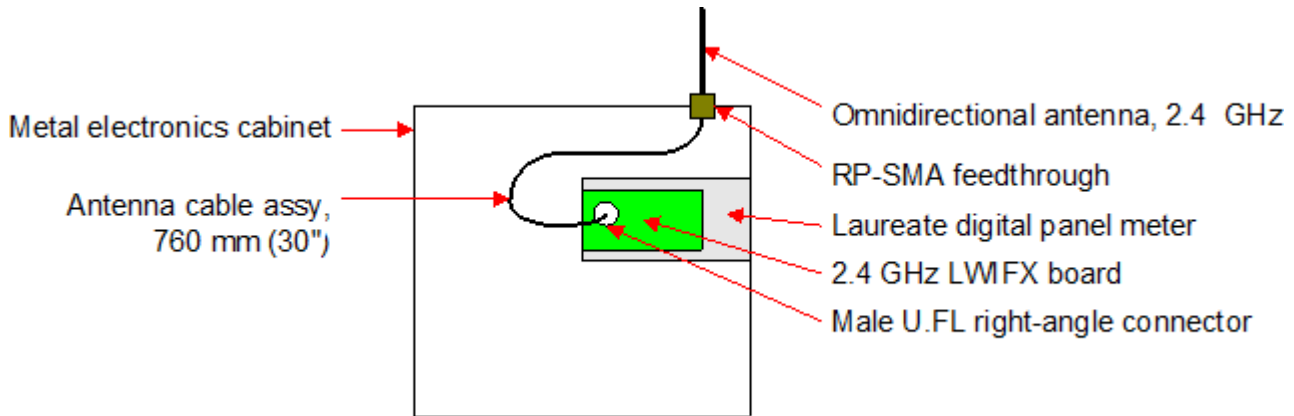 Metal electronics cabinet
Antenna cable assy,
760 mm (30")
Omnidirectional antenna, 2.4  GHz
RP-SMA feedthrough
Laureate digital panel meter
2.4 GHz LWIFX board
Male U.FL right-angle connector